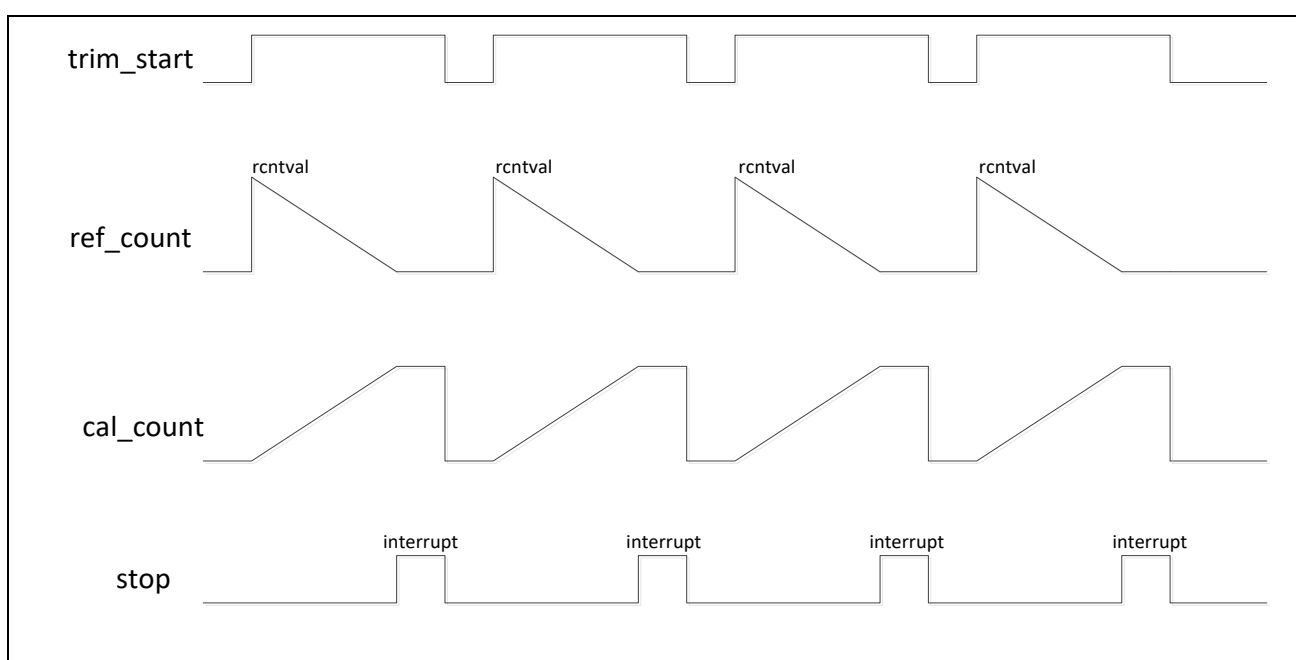 trim_start
rcntval rcntval rcntval rcntval
ref_count
cal_count
interrupt interrupt interrupt interrupt
stop